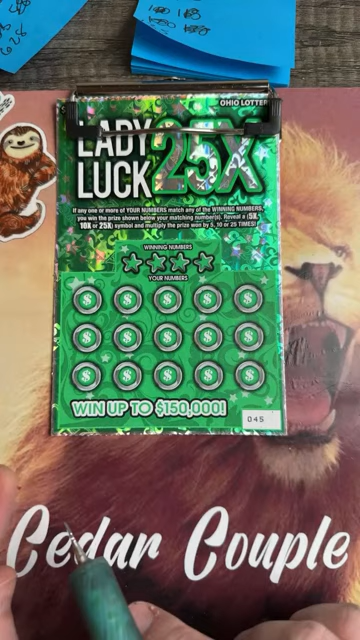 OHIO LOTTERY
LADY
LUCK 25X
If any one or more of YOUR NUMBERS match any of the WINNING NUMBERS,
you win the prize shown below your matching number(s). Reveal a (5X,
10X or 25X) symbol and multiply the prize won by 5, 10 or 25 TIMES!
WINNING NUMBERS
YOUR NUMBERS
$ $ $ $ $
$ $ $ $ $
$ $ $ $ $
WIN UP TO $150,000!
045
Cedar Couple